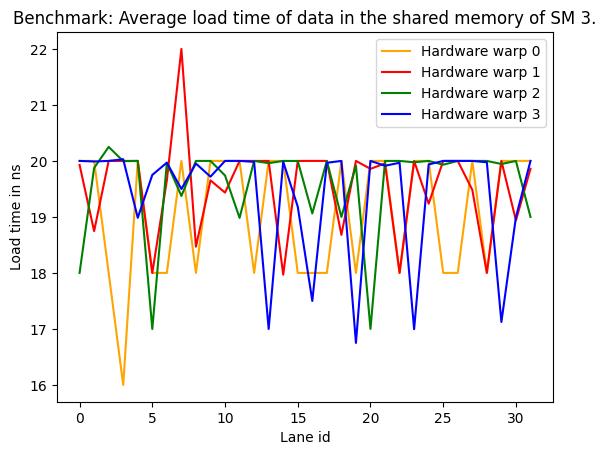 Benchmark: Average load time of data in the shared memory of SM 3.
Hardware warp 0
Hardware warp 1
Hardware warp 2
Hardware warp 3
Load time in ns
22
21
20
19
18
17
16
0 5 10 15 20 25 30
Lane id